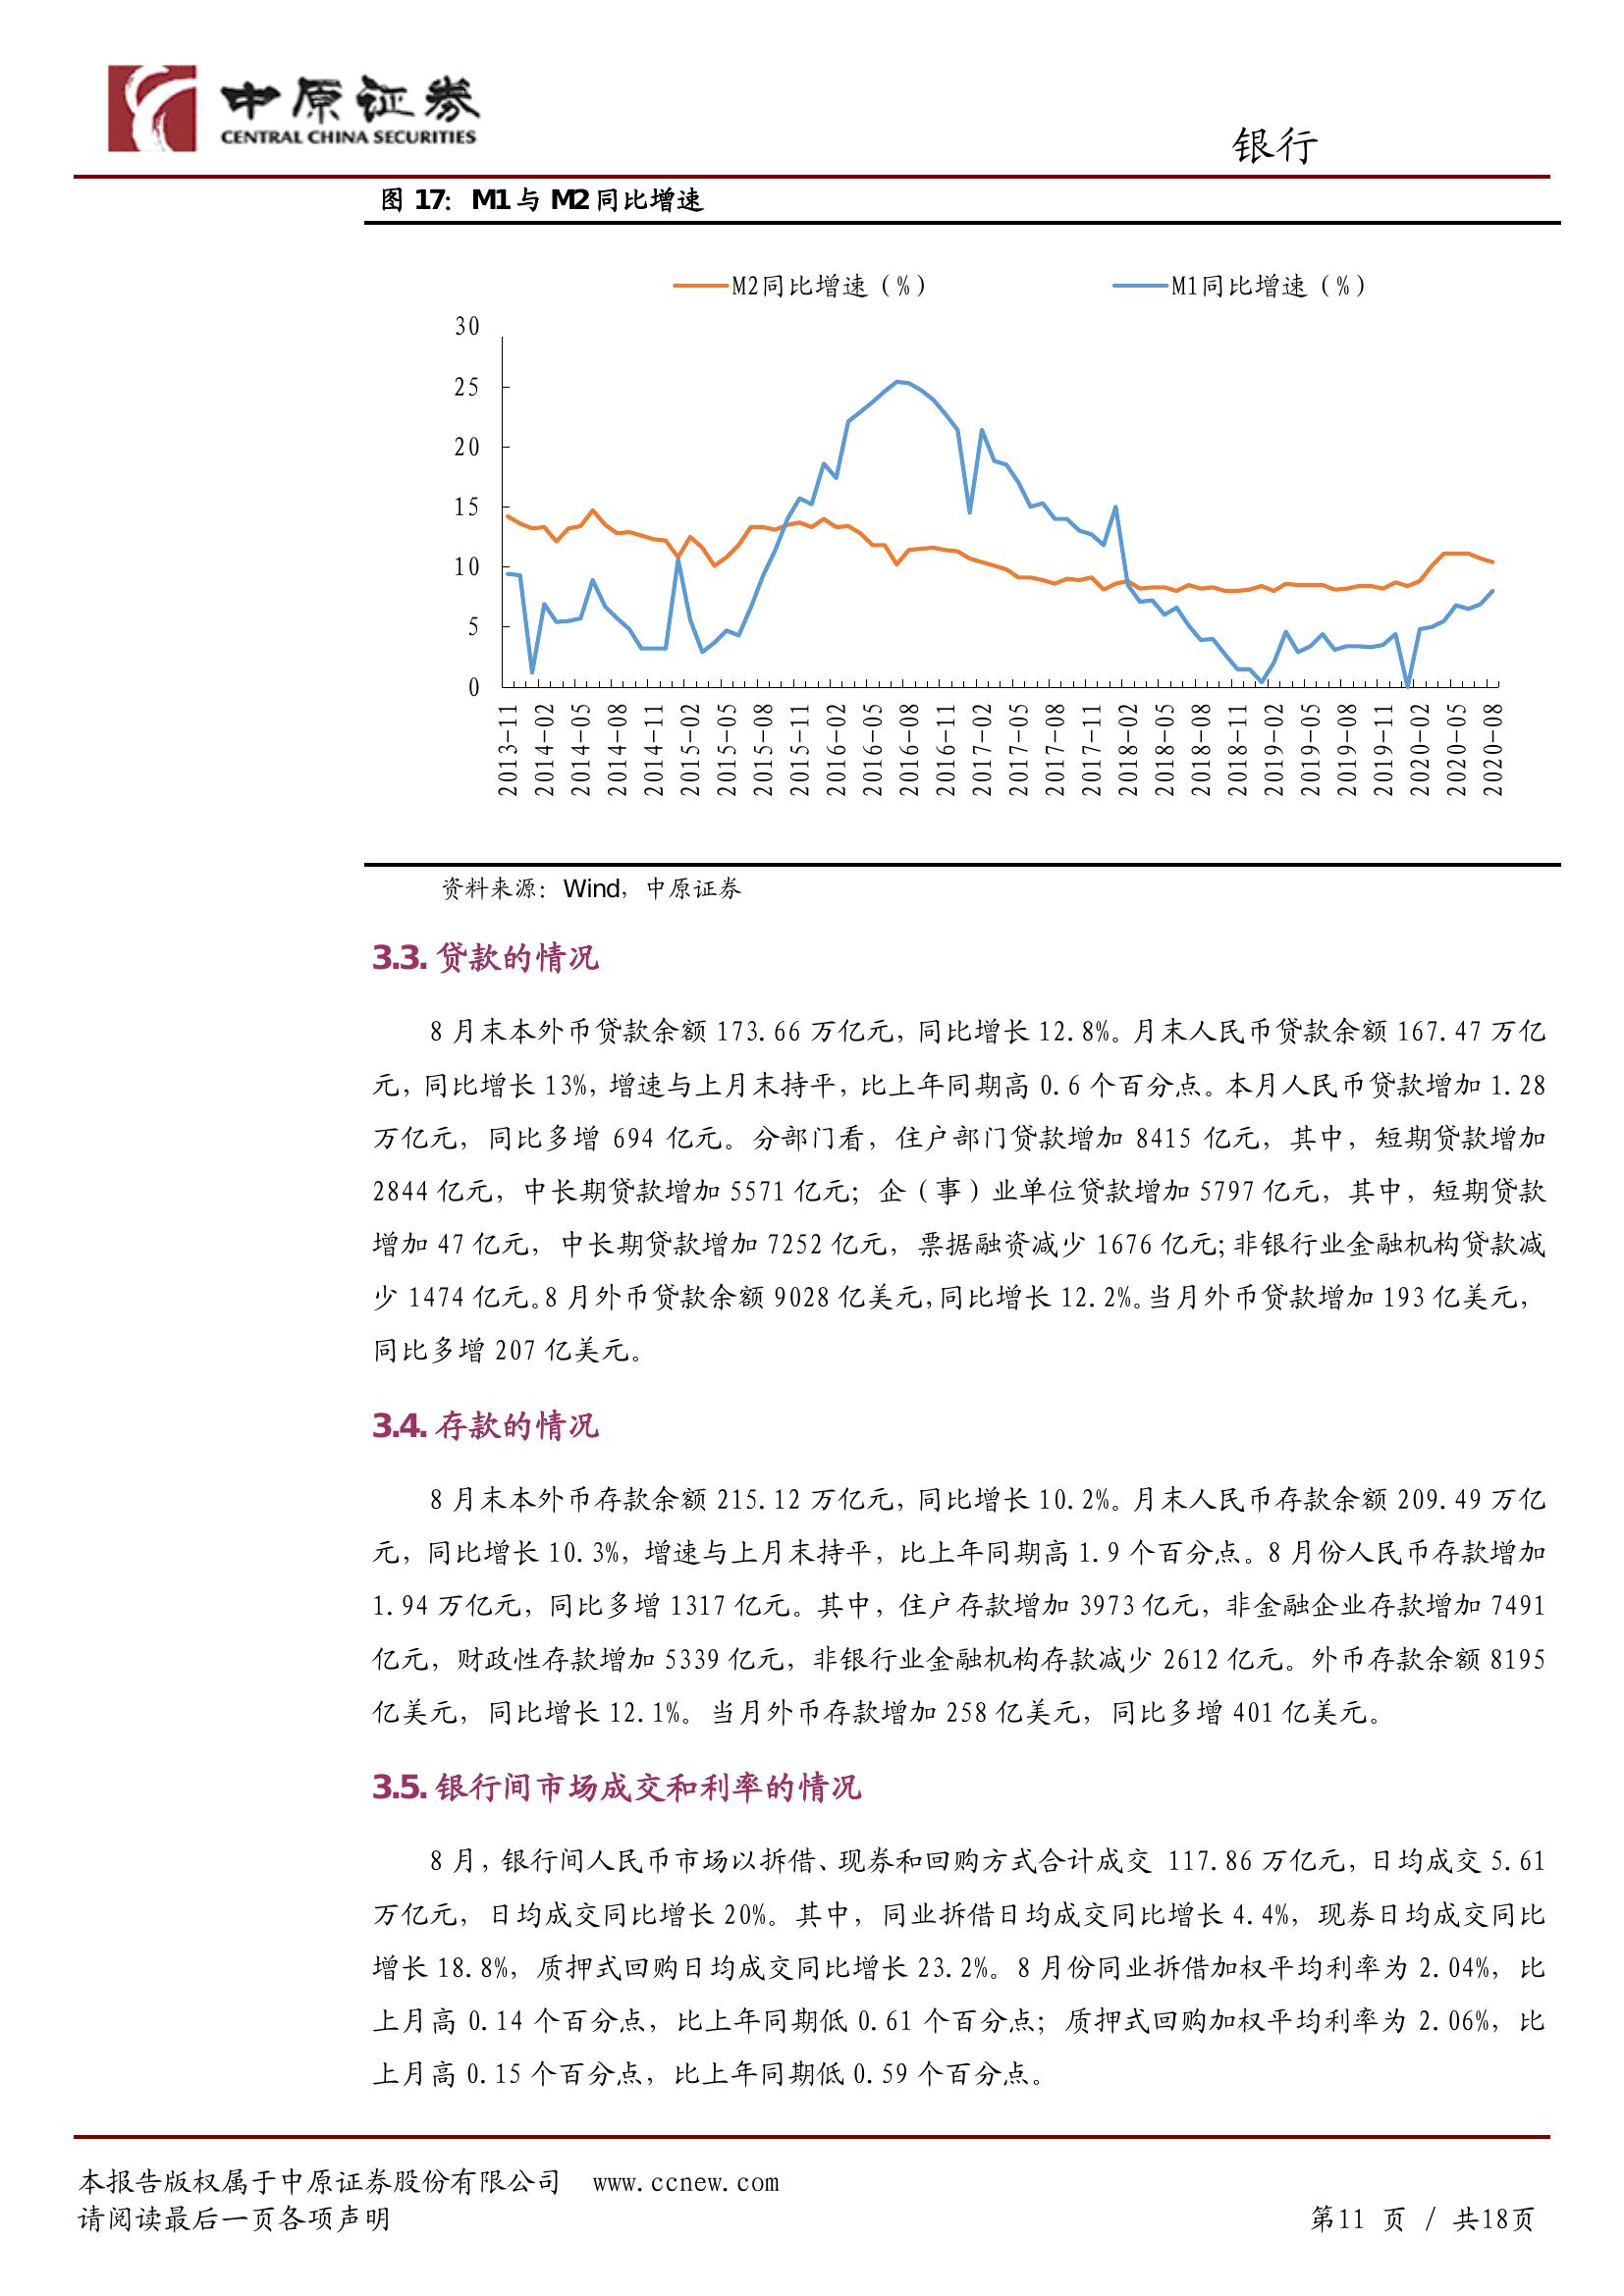 中原证券
CENTRAL CHINA SECURITIES
银行
图 17：M1 与 M2 同比增速
M2同比增速（%）
M1同比增速（%）
30
25
20
15
10
5
0
2013-11
2014-02
2014-05
2014-08
2014-11
2015-02
2015-05
2015-08
2015-11
2016-02
2016-05
2016-08
2016-11
2017-02
2017-05
2017-08
2017-11
2018-02
2018-05
2018-08
2018-11
2019-02
2019-05
2019-08
2019-11
2020-02
2020-05
2020-08
资料来源：Wind，中原证券
3.3. 贷款的情况
8 月末本外币贷款余额 173.66 万亿元，同比增长 12.8%。月末人民币贷款余额 167.47 万亿
元，同比增长 13%，增速与上月末持平，比上年同期高 0.6 个百分点。本月人民币贷款增加 1.28
万亿元，同比多增 694 亿元。分部门看，住户部门贷款增加 8415 亿元，其中，短期贷款增加
2844 亿元，中长期贷款增加 5571 亿元；企（事）业单位贷款增加 5797 亿元，其中，短期贷款
增加 47 亿元，中长期贷款增加 7252 亿元，票据融资减少 1676 亿元；非银行业金融机构贷款减
少 1474 亿元。8 月外币贷款余额 9028 亿美元，同比增长 12.2%。当月外币贷款增加 193 亿美元，
同比多增 207 亿美元。
3.4. 存款的情况
8 月末本外币存款余额 215.12 万亿元，同比增长 10.2%。月末人民币存款余额 209.49 万亿
元，同比增长 10.3%，增速与上月末持平，比上年同期高 1.9 个百分点。8 月份人民币存款增加
1.94 万亿元，同比多增 1317 亿元。其中，住户存款增加 3973 亿元，非金融企业存款增加 7491
亿元，财政性存款增加 5339 亿元，非银行业金融机构存款减少 2612 亿元。外币存款余额 8195
亿美元，同比增长 12.1%。当月外币存款增加 258 亿美元，同比多增 401 亿美元。
3.5. 银行间市场成交和利率的情况
8 月，银行间人民币市场以拆借、现券和回购方式合计成交 117.86 万亿元，日均成交 5.61
万亿元，日均成交同比增长 20%。其中，同业拆借日均成交同比增长 4.4%，现券日均成交同比
增长 18.8%，质押式回购日均成交同比增长 23.2%。8 月份同业拆借加权平均利率为 2.04%，比
上月高 0.14 个百分点，比上年同期低 0.61 个百分点；质押式回购加权平均利率为 2.06%，比
上月高 0.15 个百分点，比上年同期低 0.59 个百分点。
本报告版权属于中原证券股份有限公司 www.ccnew.com
请阅读最后一页各项声明
第11 页 / 共18页